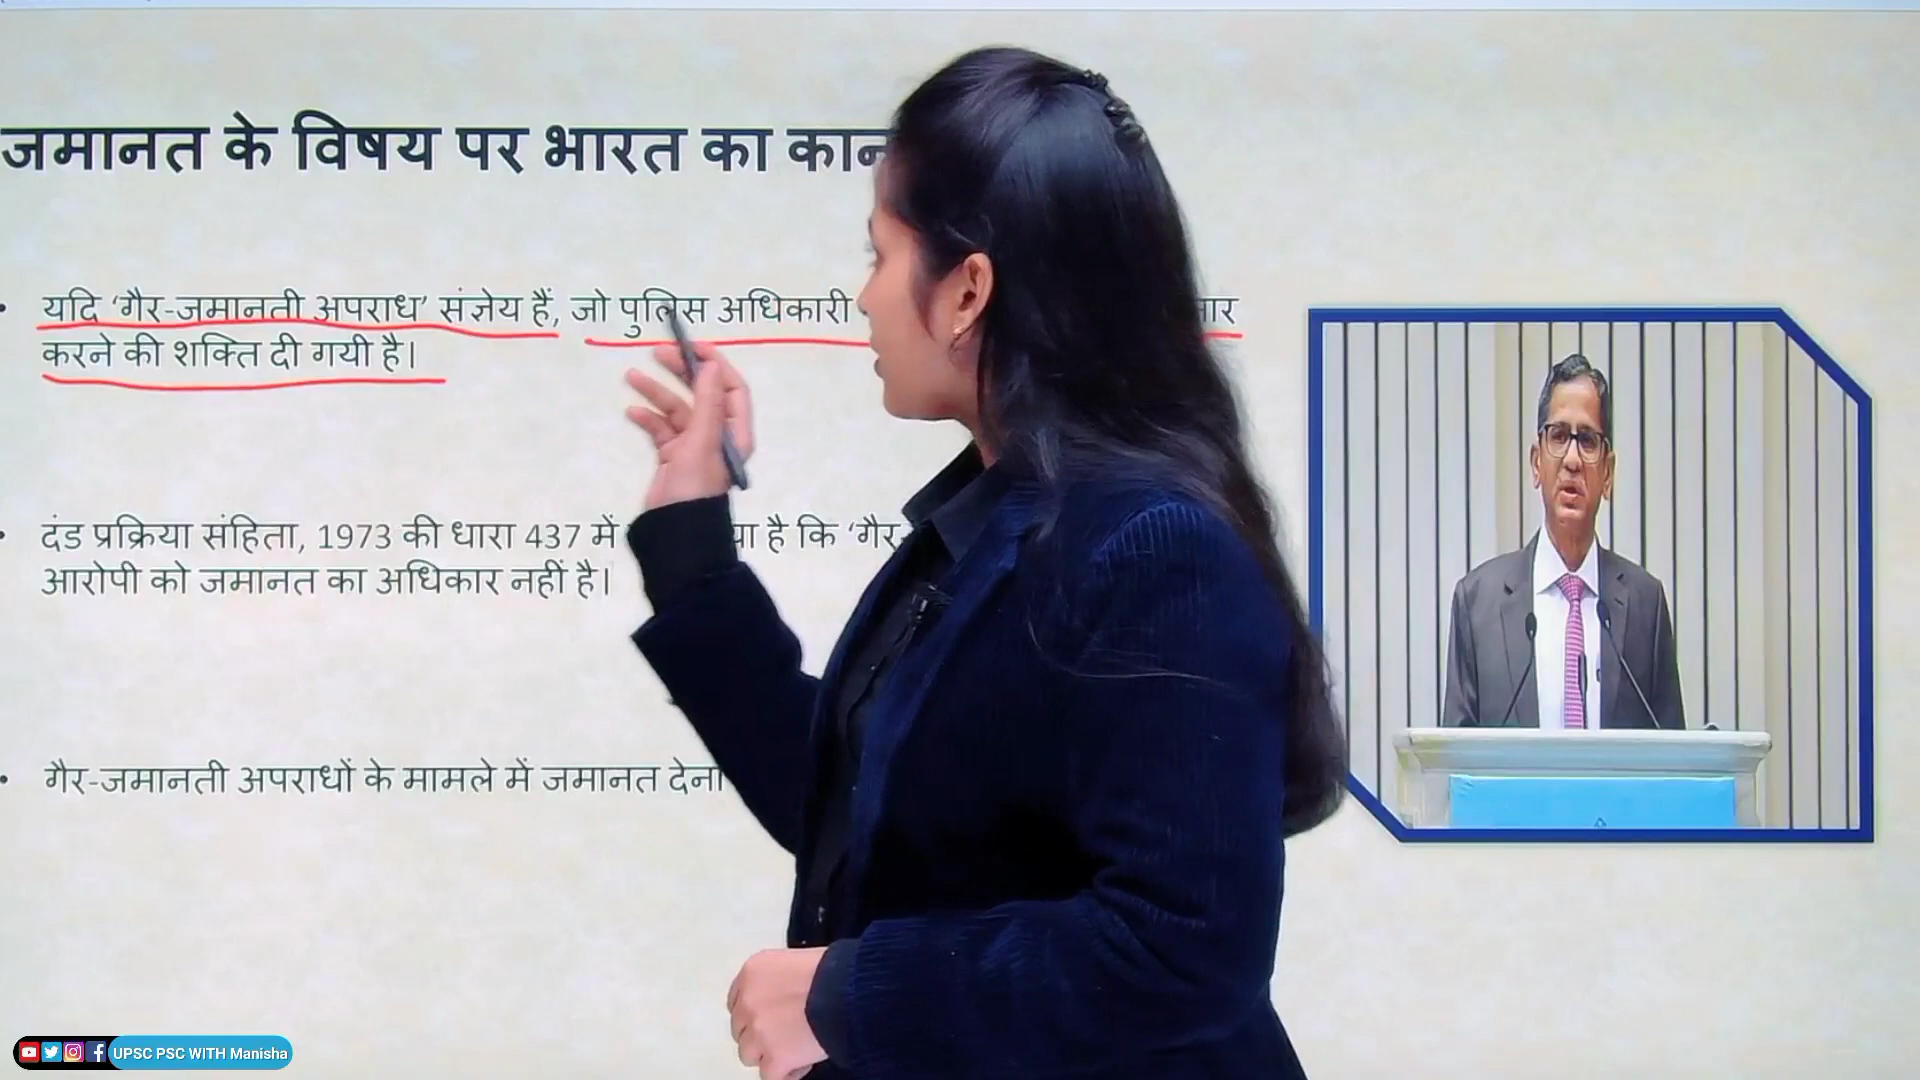 जमानत के विषय पर भारत का
यदि ‘गैर-जमानती अपराध’ संज्ञेय हैं, जो पुलिस अधिकारी
करने की शक्ति दी गयी है।
दंड प्रक्रिया संहिता, 1973 की धारा 437 में है कि ‘गैर-
आरोपी को जमानत का अधिकार नहीं है।
गैर-जमानती अपराधों के मामले में जमानत देना
UPSC PSC WITH Manisha